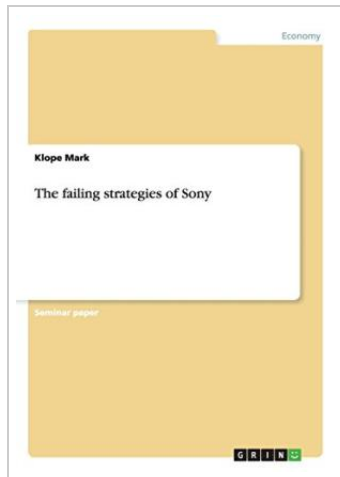 Economy
Klope Mark
The failing strategies of Sony
Seminar paper
GRIN